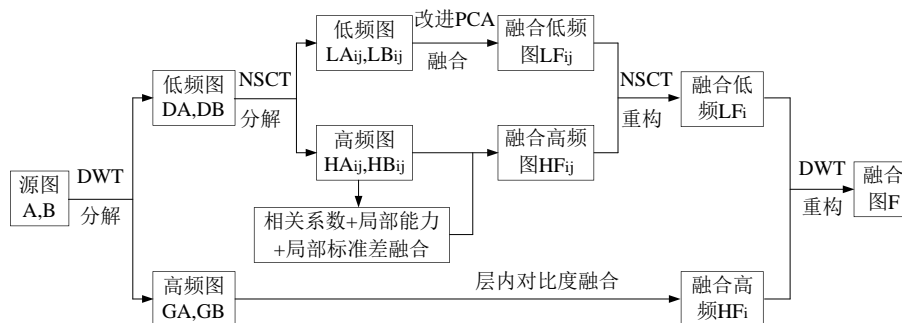 源图
A,B
DWT
分解
低频图
DA,DB
NSCT
分解
低频图
LAij,LBij
改进PCA
融合
融合低频
图LFij
高频图
HAij,HBij
相关系数+局部能力
+局部标准差融合
融合高频
图HFij
NSCT
重构
融合低
频LFi
高频图
GA,GB
层内对比度融合
融合高
频HFi
DWT
重构
融合
图F